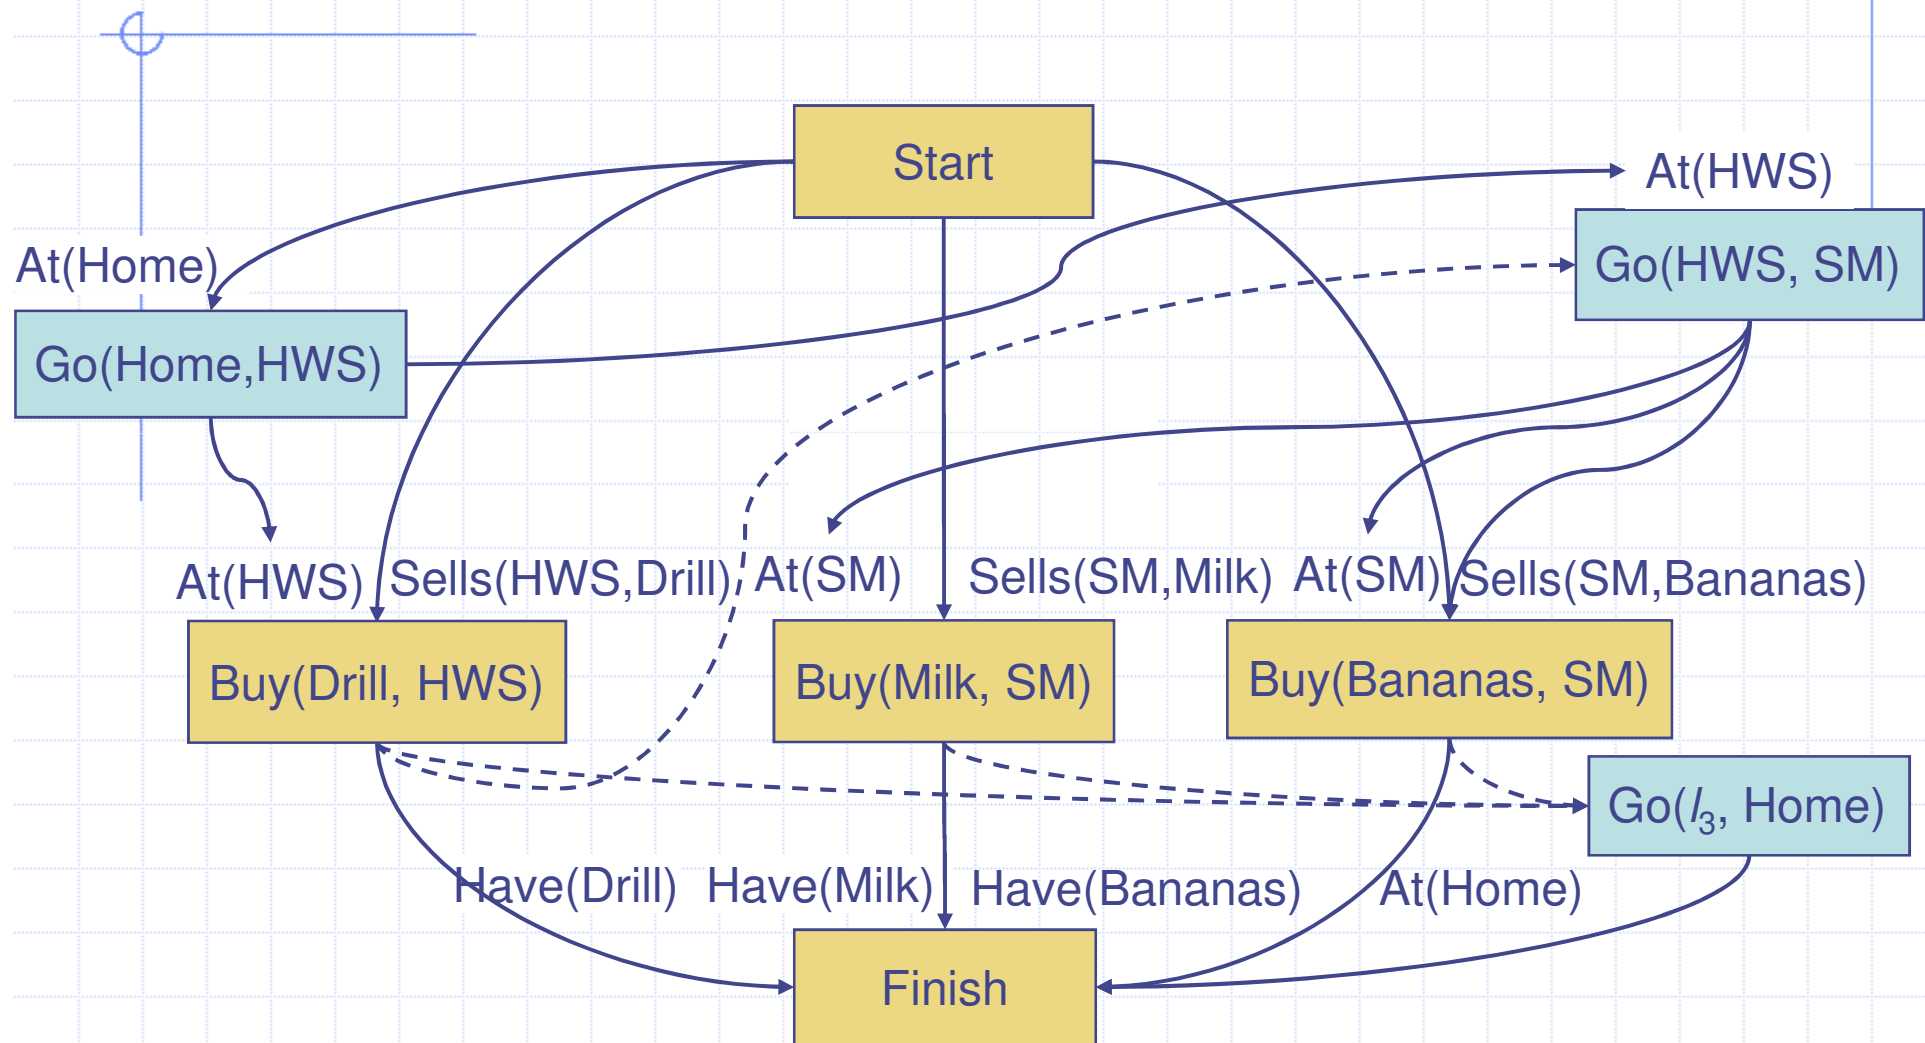 Start
At(HWS)
Go(HWS, SM)
At(Home)
Go(Home,HWS)
At(HWS) Sells(HWS,Drill) At(SM) Sells(SM,Milk) At(SM) Sells(SM,Bananas)
Buy(Drill, HWS) Buy(Milk, SM) Buy(Bananas, SM)
Go(l₃, Home)
Have(Drill) Have(Milk) Have(Bananas) At(Home)
Finish